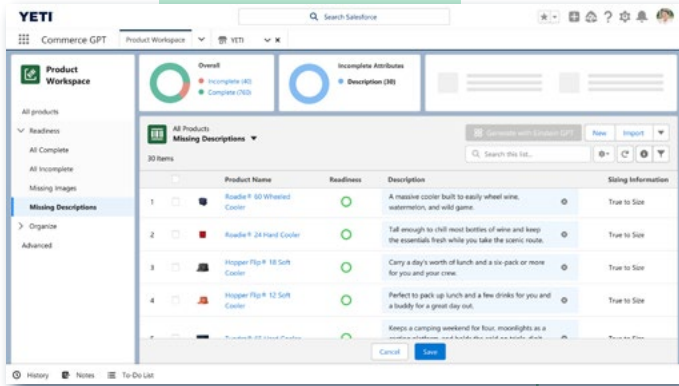 YETI
Search Salesforce
Commerce GPT
Product Workspace
YETI
Product
Workspace
All products
Readiness
All Complete
All Incomplete
Missing Images
Missing Descriptions
Organize
Advanced
Overall
Incomplete (40)
Complete (760)
Incomplete Attributes
Description (30)
All Products
Missing Descriptions
30 Items
Generate with Einstein GPT
New
Import
Search this list...
Product Name
Readiness
Description
Sizing Information
1
Roadie® 60 Wheeled
Cooler
A massive cooler built to easily wheel wine,
watermelon, and wild game.
True to Size
2
Roadie® 24 Hard Cooler
Tall enough to chill most bottles of wine and keep
the essentials fresh while you take the scenic route.
True to Size
3
Hopper Flip® 18 Soft
Cooler
Carry a day's worth of lunch and a six-pack or more
for you and your crew.
True to Size
4
Hopper Flip® 12 Soft
Cooler
Perfect to pack up lunch and a few drinks for you and
a buddy for a great day out.
True to Size
Keeps a camping weekend for four, moonlights as a
Cancel
Save
History
Notes
To-Do List